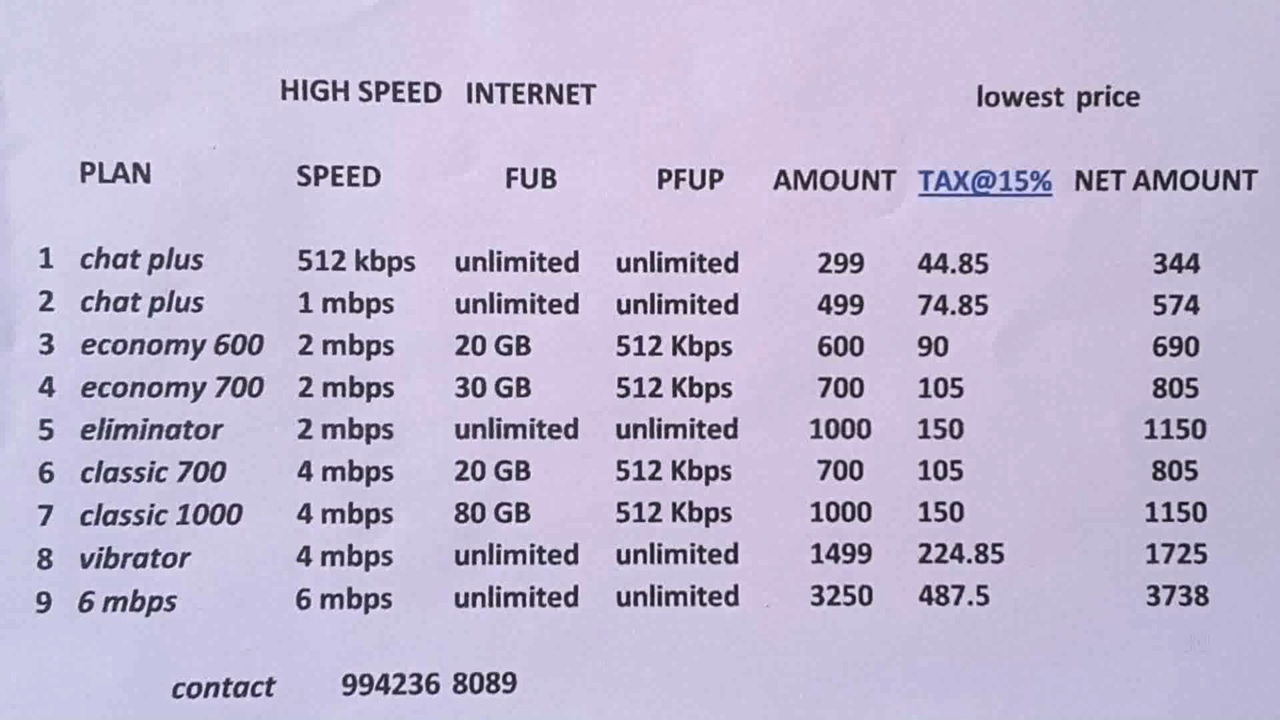 HIGH SPEED INTERNET lowest price
PLAN SPEED FUB PFUP AMOUNT TAX@15% NET AMOUNT
1 chat plus 512 kbps unlimited unlimited 299 44.85 344
2 chat plus 1 mbps unlimited unlimited 499 74.85 574
3 economy 600 2 mbps 20 GB 512 Kbps 600 90 690
4 economy 700 2 mbps 30 GB 512 Kbps 700 105 805
5 eliminator 2 mbps unlimited unlimited 1000 150 1150
6 classic 700 4 mbps 20 GB 512 Kbps 700 105 805
7 classic 1000 4 mbps 80 GB 512 Kbps 1000 150 1150
8 vibrator 4 mbps unlimited unlimited 1499 224.85 1725
9 6 mbps 6 mbps unlimited unlimited 3250 487.5 3738
contact 994236 8089